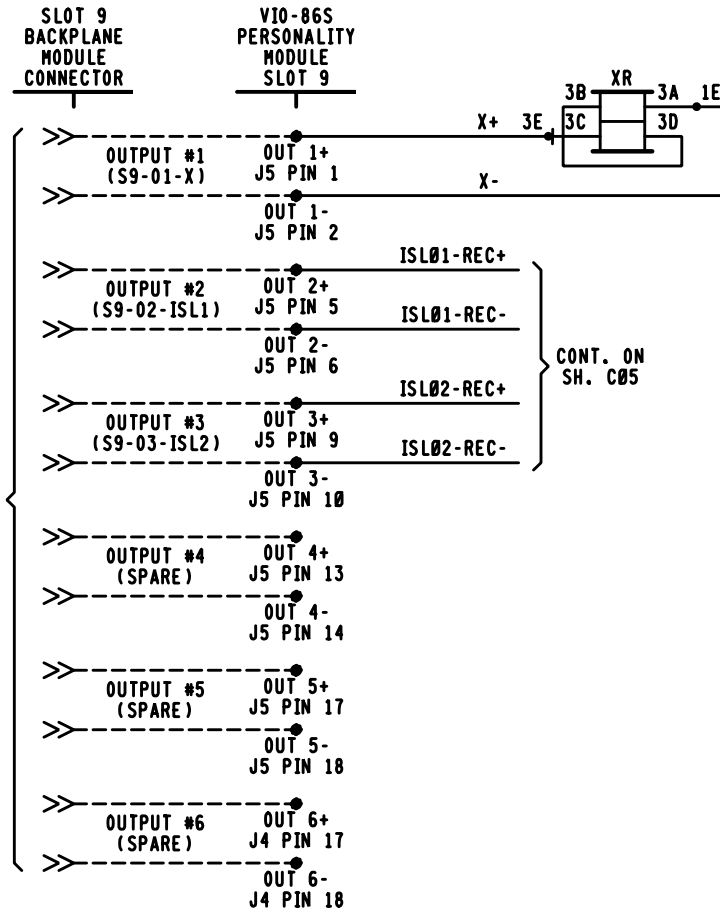 SLOT 9
BACKPLANE
MODULE
CONNECTOR
VIO-86S
PERSONALITY
MODULE
SLOT 9
XR
3B
3A
1E
3C
3D
X+
3E
OUTPUT #1
(S9-01-X)
OUT 1+
J5 PIN 1
X-
OUT 1-
J5 PIN 2
ISLØ1-REC+
OUTPUT #2
(S9-02-ISL1)
OUT 2+
J5 PIN 5
ISLØ1-REC-
OUT 2-
J5 PIN 6
CONT. ON
SH. CØ5
ISLØ2-REC+
OUTPUT #3
(S9-03-ISL2)
OUT 3+
J5 PIN 9
ISLØ2-REC-
OUT 3-
J5 PIN 10
OUTPUT #4
(SPARE)
OUT 4+
J5 PIN 13
OUT 4-
J5 PIN 14
OUTPUT #5
(SPARE)
OUT 5+
J5 PIN 17
OUT 5-
J5 PIN 18
OUTPUT #6
(SPARE)
OUT 6+
J4 PIN 17
OUT 6-
J4 PIN 18